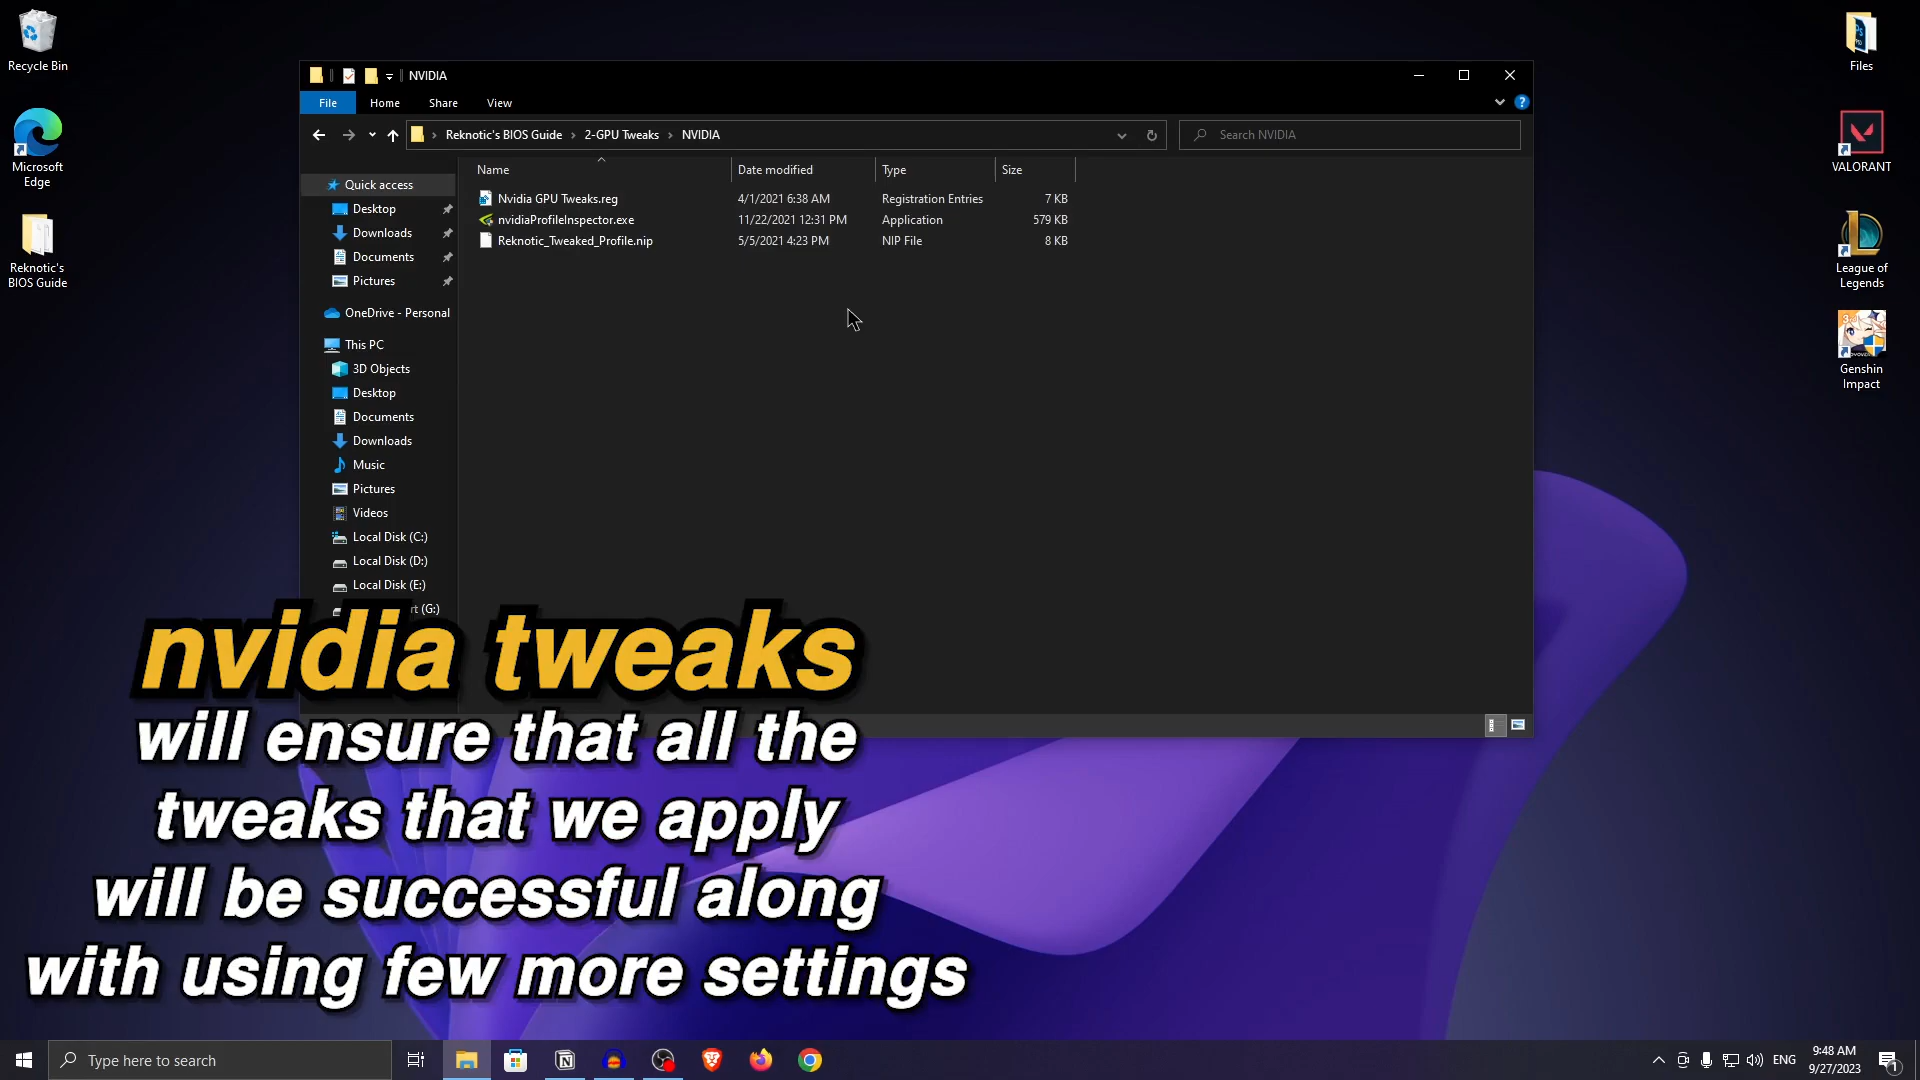 Recycle Bin
Microsoft
Edge
Reknotic's
BIOS Guide
Files
VALORANT
League of
Legends
Genshin
Impact
NVIDIA
File Home Share View
Reknotic's BIOS Guide > 2-GPU Tweaks > NVIDIA
Search NVIDIA
Name Date modified Type Size
Nvidia GPU Tweaks.reg 4/1/2021 6:38 AM Registration Entries 7 KB
nvidiaProfileInspector.exe 11/22/2021 12:31 PM Application 579 KB
Reknotic_Tweaked_Profile.nip 5/5/2021 4:23 PM NIP File 8 KB
Quick access
Desktop
Downloads
Documents
Pictures
OneDrive - Personal
This PC
3D Objects
Desktop
Documents
Downloads
Music
Pictures
Videos
Local Disk (C:)
Local Disk (D:)
Local Disk (E:)
(G:)
nvidia tweaks
will ensure that all the
tweaks that we apply
will be successful along
with using few more settings
Type here to search
ENG
9:48 AM
9/27/2023
1